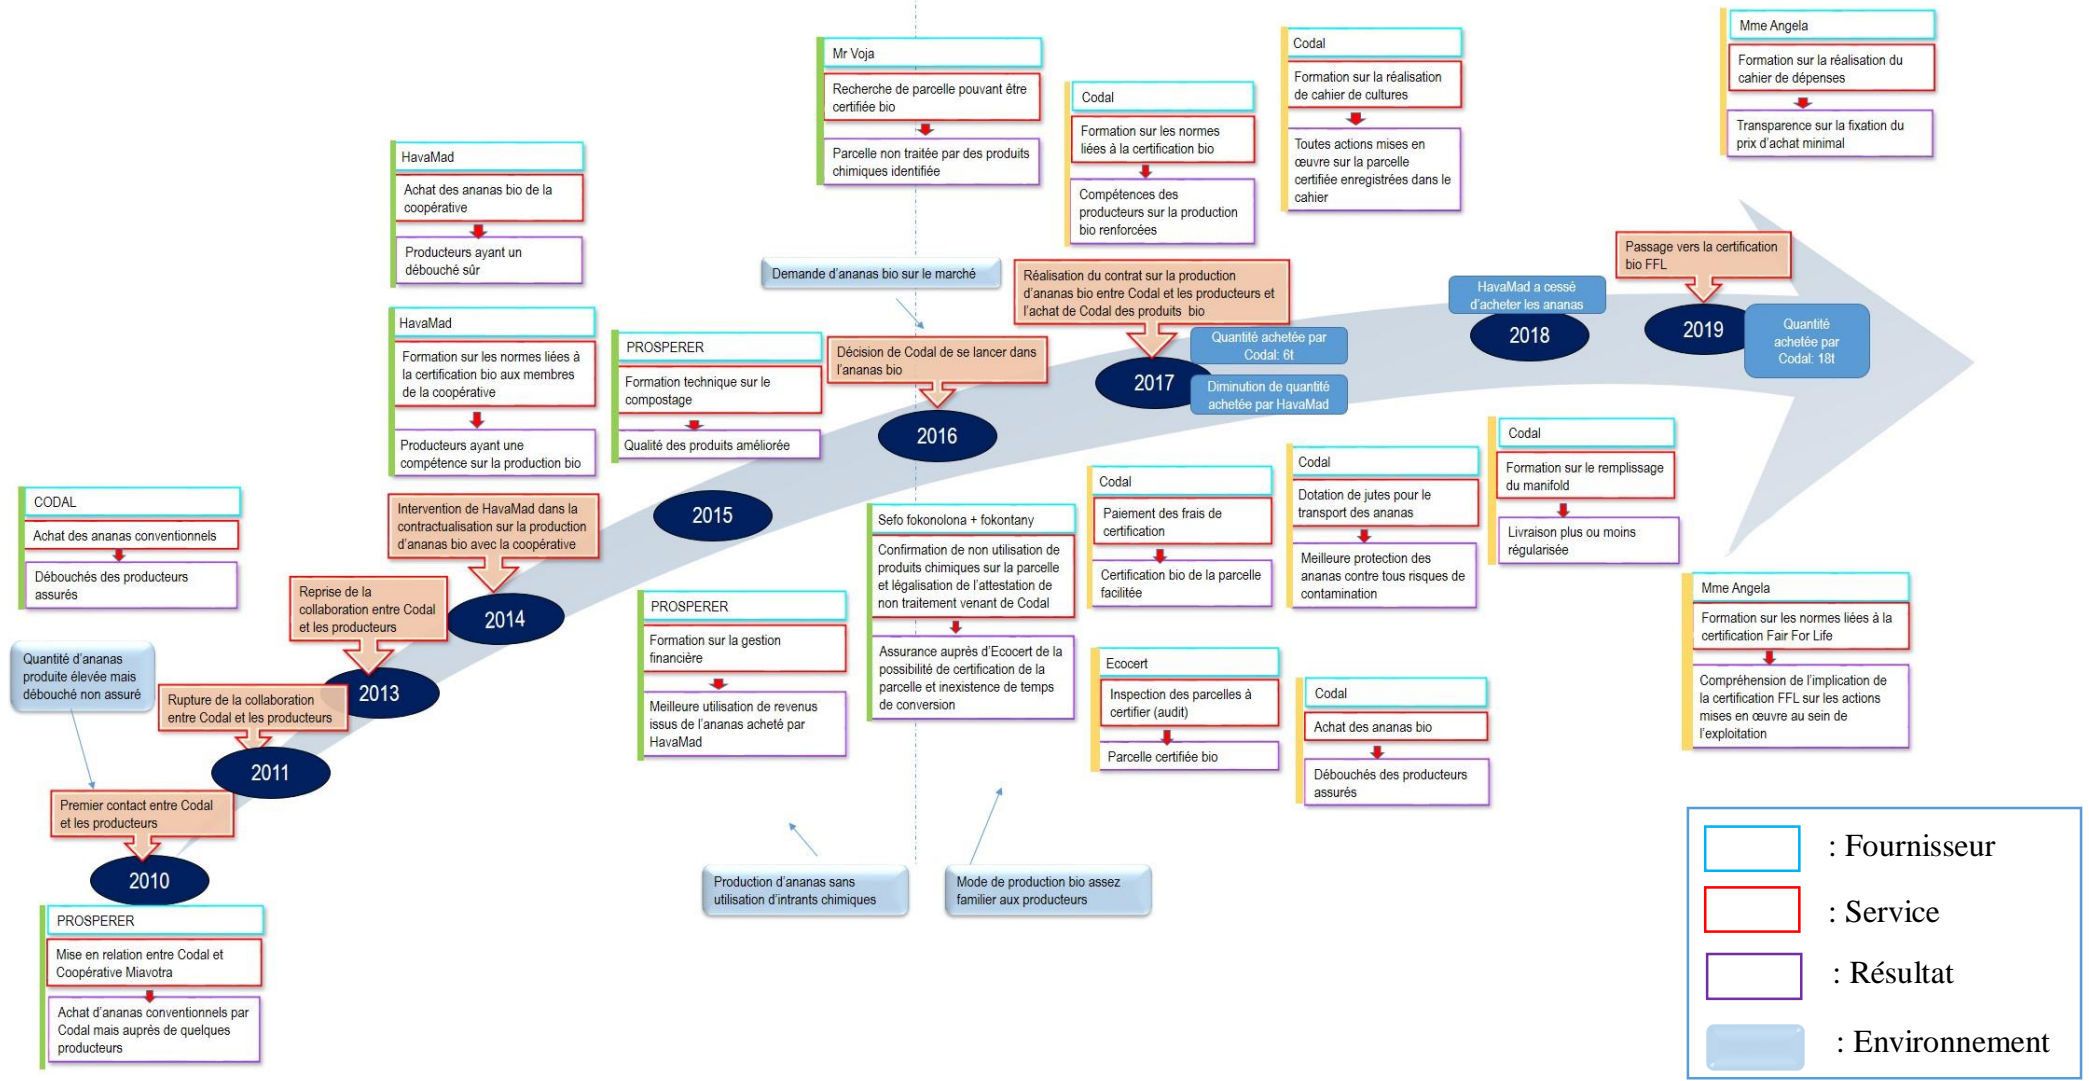 Mr Voja
Recherche de parcelle pouvant être
certifiée bio
Parcelle non traitée par des produits
chimiques identifiée
Codal
Formation sur les normes
liées à la certification bio
Compétences des
producteurs sur la production
bio renforcées
Codal
Formation sur la réalisation
de cahier de cultures
Toutes actions mises en
œuvre sur la parcelle
certifiée enregistrées dans le
cahier
Mme Angela
Formation sur la réalisation du
cahier de dépenses
Transparence sur la fixation du
prix d'achat minimal
HavaMad
Achat des ananas bio de la
coopérative
Producteurs ayant un
débouché sûr
HavaMad
Formation sur les normes liées à
la certification bio aux membres
de la coopérative
Producteurs ayant une
compétence sur la production bio
PROSPERER
Formation technique sur le
compostage
Qualité des produits améliorée
Demande d'ananas bio sur le marché
Décision de Codal de se lancer dans
l'ananas bio
2016
Réalisation du contrat sur la production
d'ananas bio entre Codal et les producteurs et
l'achat de Codal des produits bio
2017
Quantité achetée par
Codal: 6t
Diminution de quantité
achetée par HavaMad
HavaMad a cessé
d'acheter les ananas
2018
Passage vers la certification
bio FFL
2019
Quantité
achetée par
Codal: 18t
CODAL
Achat des ananas conventionnels
Débouchés des producteurs
assurés
Intervention de HavaMad dans la
contractualisation sur la production
d'ananas bio avec la coopérative
2014
2015
Reprise de la
collaboration entre Codal
et les producteurs
2013
Quantité d'ananas
produite élevée mais
débouché non assuré
Rupture de la collaboration
entre Codal et les producteurs
2011
Premier contact entre Codal
et les producteurs
2010
PROSPERER
Mise en relation entre Codal et
Coopérative Miavotra
Achat d'ananas conventionnels par
Codal mais auprès de quelques
producteurs
PROSPERER
Formation sur la gestion
financière
Meilleure utilisation de revenus
issus de l'ananas acheté par
HavaMad
Sefo fokonolona + fokontany
Confirmation de non utilisation de
produits chimiques sur la parcelle
et légalisation de l'attestation de
non traitement venant de Codal
Assurance auprès d'Ecocert de la
possibilité de certification de la
parcelle et inexistence de temps
de conversion
Codal
Paiement des frais de
certification
Certification bio de la parcelle
facilitée
Codal
Dotation de jutes pour le
transport des ananas
Meilleure protection des
ananas contre tous risques de
contamination
Codal
Formation sur le remplissage
du manifold
Livraison plus ou moins
régularisée
Ecocert
Inspection des parcelles à
certifier (audit)
Parcelle certifiée bio
Codal
Achat des ananas bio
Débouchés des producteurs
assurés
Mme Angela
Formation sur les normes liées à la
certification Fair For Life
Compréhension de l'implication de
la certification FFL sur les actions
mises en œuvre au sein de
l'exploitation
Production d'ananas sans
utilisation d'intrants chimiques
Mode de production bio assez
familier aux producteurs
: Fournisseur
: Service
: Résultat
: Environnement